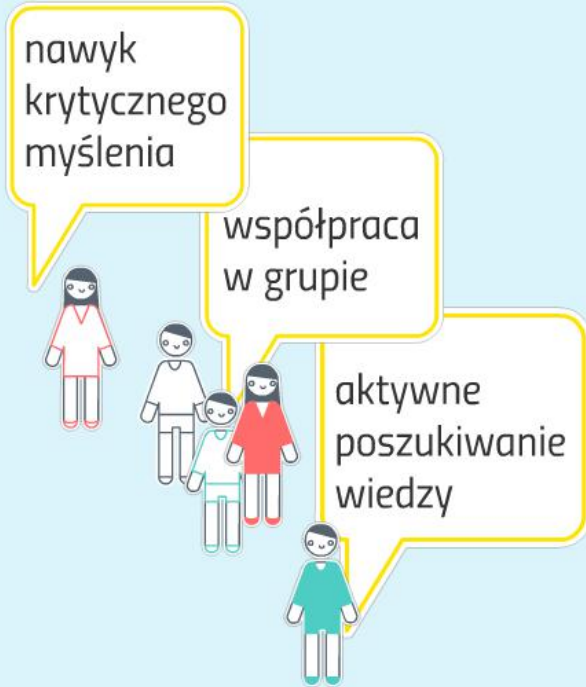 nawyk
krytycznego
myślenia
współpraca
w grupie
aktywne
poszukiwanie
wiedzy